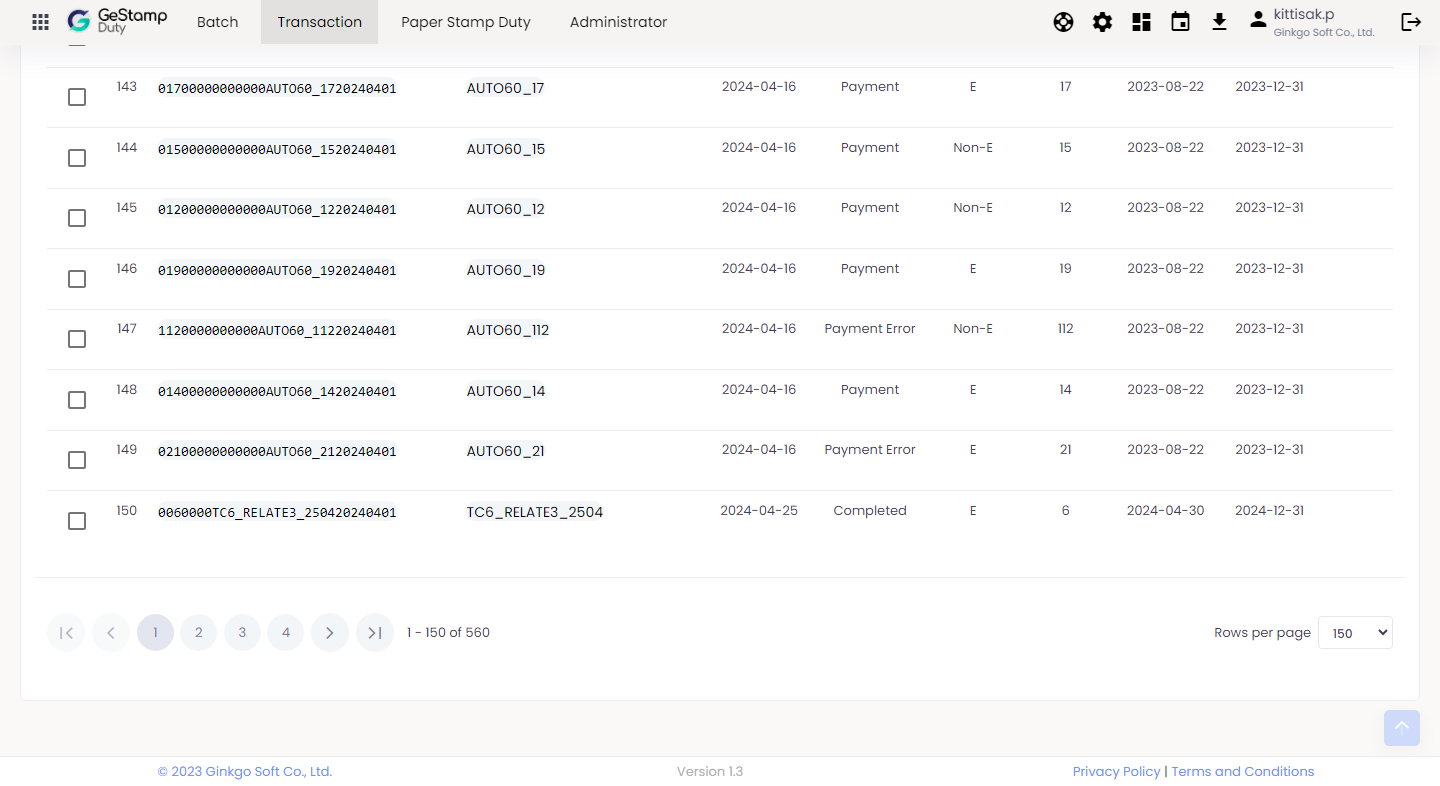 GeStamp
Duty
Batch
Transaction
Paper Stamp Duty
Administrator
kittisak.p
Ginkgo Soft Co., Ltd.
143 01700000000000AUTO60_1720240401 AUTO60_17 2024-04-16 Payment E 17 2023-08-22 2023-12-31
144 01500000000000AUTO60_1520240401 AUTO60_15 2024-04-16 Payment Non-E 15 2023-08-22 2023-12-31
145 01200000000000AUTO60_1220240401 AUTO60_12 2024-04-16 Payment Non-E 12 2023-08-22 2023-12-31
146 01900000000000AUTO60_1920240401 AUTO60_19 2024-04-16 Payment E 19 2023-08-22 2023-12-31
147 1120000000000AUTO60_11220240401 AUTO60_112 2024-04-16 Payment Error Non-E 112 2023-08-22 2023-12-31
148 01400000000000AUTO60_1420240401 AUTO60_14 2024-04-16 Payment E 14 2023-08-22 2023-12-31
149 02100000000000AUTO60_2120240401 AUTO60_21 2024-04-16 Payment Error E 21 2023-08-22 2023-12-31
150 0060000TC6_RELATE3_250420240401 TC6_RELATE3_2504 2024-04-25 Completed E 6 2024-04-30 2024-12-31
1 2 3 4 1 - 150 of 560 Rows per page 150
© 2023 Ginkgo Soft Co., Ltd. Version 1.3 Privacy Policy | Terms and Conditions